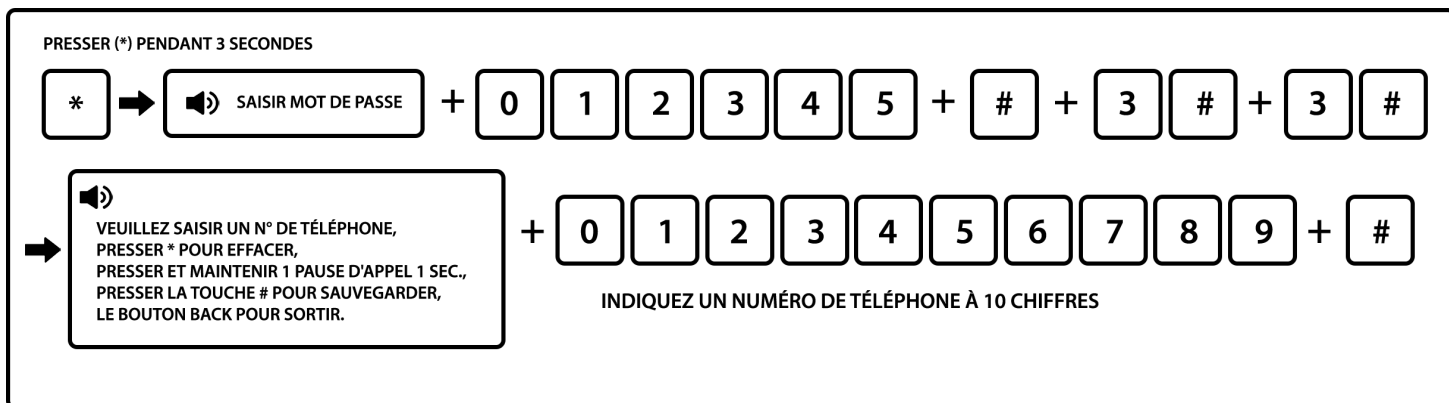 PRESSER (*) PENDANT 3 SECONDES
* SAISIR MOT DE PASSE + 0 1 2 3 4 5 + # + 3 # + 3 #
VEUILLEZ SAISIR UN N° DE TÉLÉPHONE,
PRESSER * POUR EFFACER,
PRESSER ET MAINTENIR 1 PAUSE D'APPEL 1 SEC.,
PRESSER LA TOUCHE # POUR SAUVEGARDER,
LE BOUTON BACK POUR SORTIR.
+ 0 1 2 3 4 5 6 7 8 9 + #
INDIQUEZ UN NUMÉRO DE TÉLÉPHONE À 10 CHIFFRES